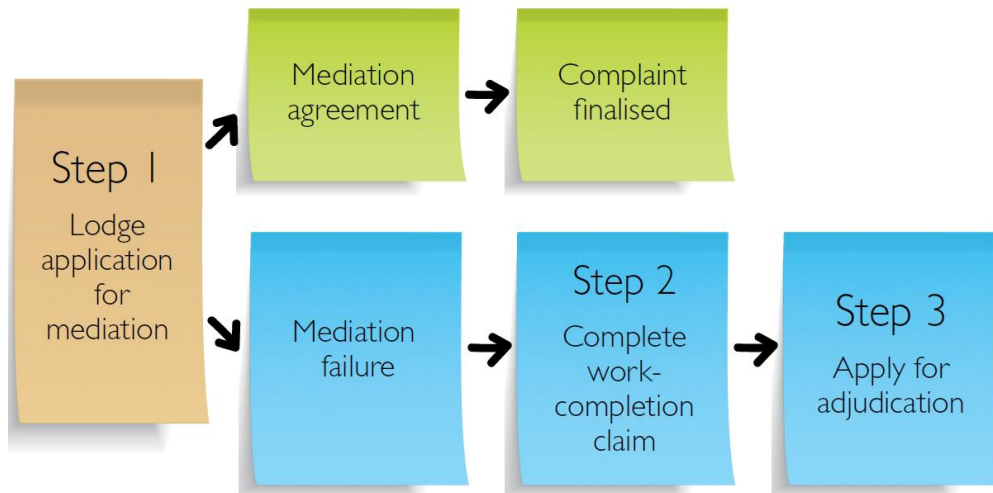 Step 1
Lodge
application
for
mediation
Mediation
agreement
Complaint
finalised
Mediation
failure
Step 2
Complete
work-
completion
claim
Step 3
Apply for
adjudication